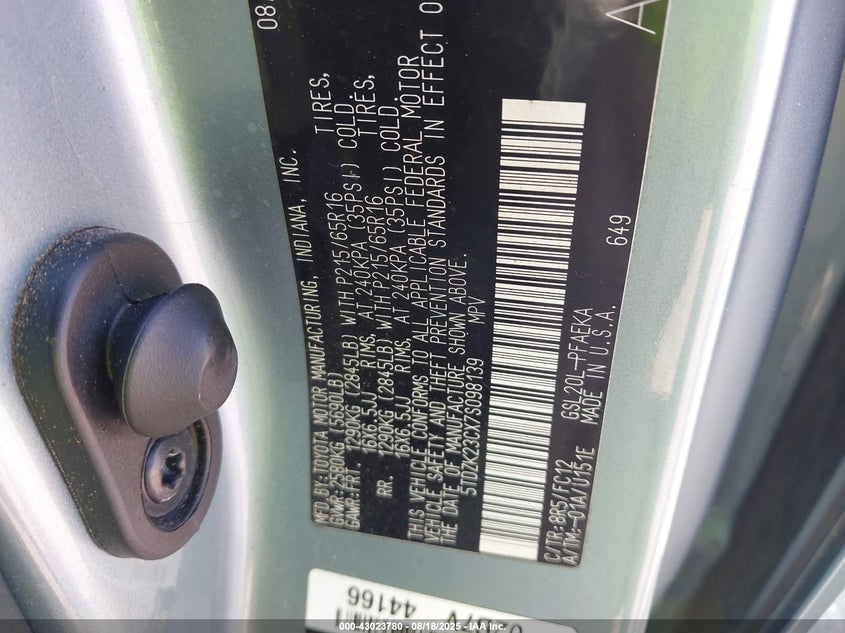 MFD.BY:TOYOTA MOTOR MANUFACTURING, INDIANA, INC. 08
GVWR:2580KG (5690LB)
GAWR:FRT. 1290KG (2845LB) WITH P215/65R16 TIRES,
16X6.5JJ RIMS, AT 240KPA (35PSI) COLD.
RR. 1290KG (2845LB) WITH P215/65R16 TIRES,
16X6.5JJ RIMS, AT 240KPA (35PSI) COLD.
THIS VEHICLE CONFORMS TO ALL APPLICABLE FEDERAL MOTOR
VEHICLE SAFETY AND THEFT PREVENTION STANDARDS IN EFFECT O
THE DATE OF MANUFACTURE SHOWN ABOVE.
5TDZK23CX7S098139 MPV
C/TR:8R5/FC12 GSL20L-PFAEKA 649
A/TM:-01A/U151E MADE IN U.S.A.
A
44166
000-43023780 - 08/18/2025 - IAA Inc.